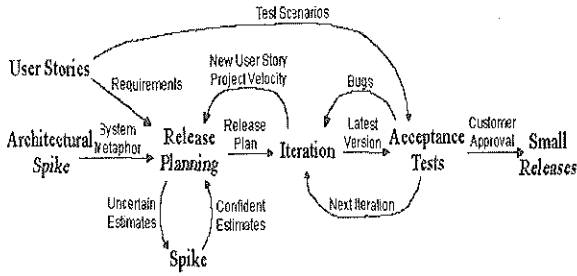 Test Scenarios
User Stories
Requirements
New User Story
Project Velocity
Bugs
Architectural
Spike
System
Metaphor
Release
Planning
Release
Plan
Iteration
Latest
Version
Acceptance
Tests
Customer
Approval
Small
Releases
Uncertain
Estimates
Confident
Estimates
Next Iteration
Spike